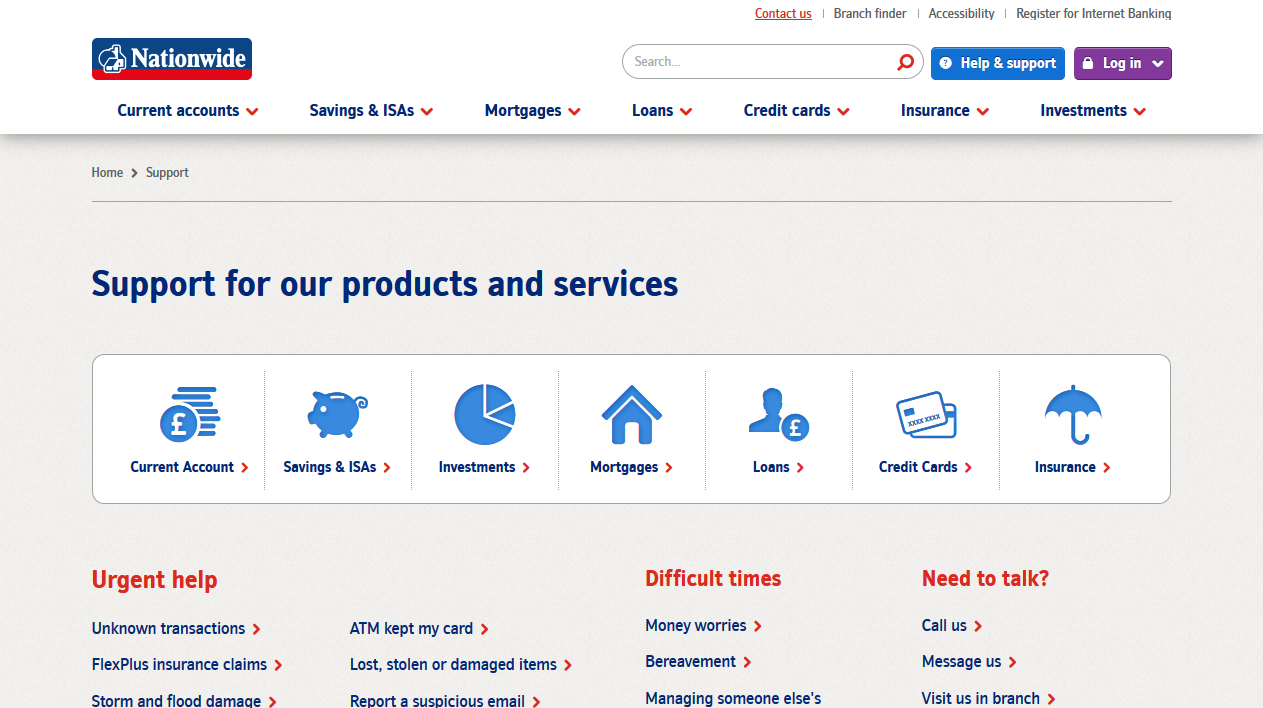 Contact us
Branch finder
Accessibility
Register for Internet Banking
Nationwide
Search...
Help & support
Log in
Current accounts
Savings & ISAs
Mortgages
Loans
Credit cards
Insurance
Investments
Home
Support
Support for our products and services
£
£
XXXX XXXX
Current Account
Savings & ISAs
Investments
Mortgages
Loans
Credit Cards
Insurance
Urgent help
Unknown transactions
ATM kept my card
FlexPlus insurance claims
Lost, stolen or damaged items
Storm and flood damage
Report a suspicious email
Difficult times
Money worries
Bereavement
Managing someone else's
Need to talk?
Call us
Message us
Visit us in branch